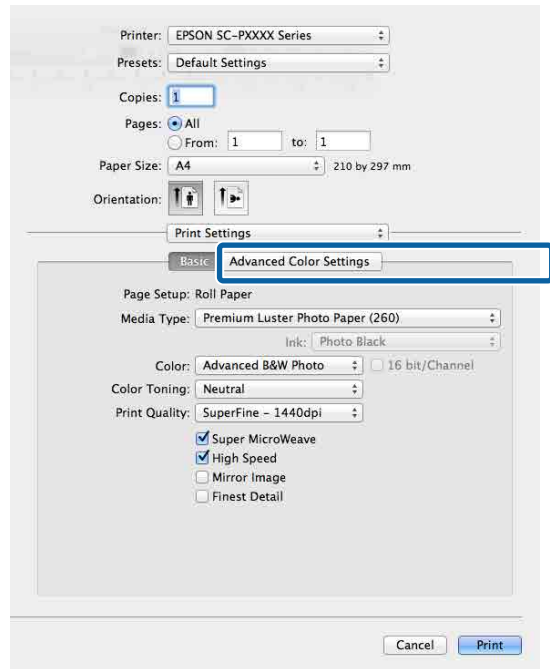 Printer: EPSON SC-PXXXX Series
Presets: Default Settings
Copies: 1
Pages: All
From: 1 to: 1
Paper Size: A4 210 by 297 mm
Orientation:
Print Settings
Basic Advanced Color Settings
Page Setup: Roll Paper
Media Type: Premium Luster Photo Paper (260)
Ink: Photo Black
Color: Advanced B&W Photo 16 bit/Channel
Color Toning: Neutral
Print Quality: SuperFine - 1440dpi
Super MicroWeave
High Speed
Mirror Image
Finest Detail
Cancel Print